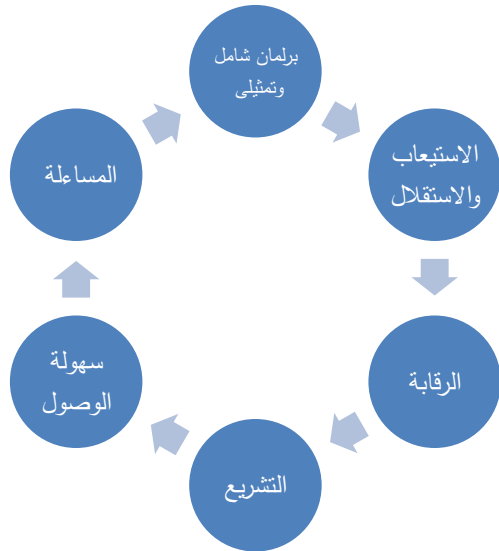 برلمان شامل
وتمثيلى
الاستيعاب
والاستقلال
الرقابة
التشريع
سهولة
الوصول
المساءلة